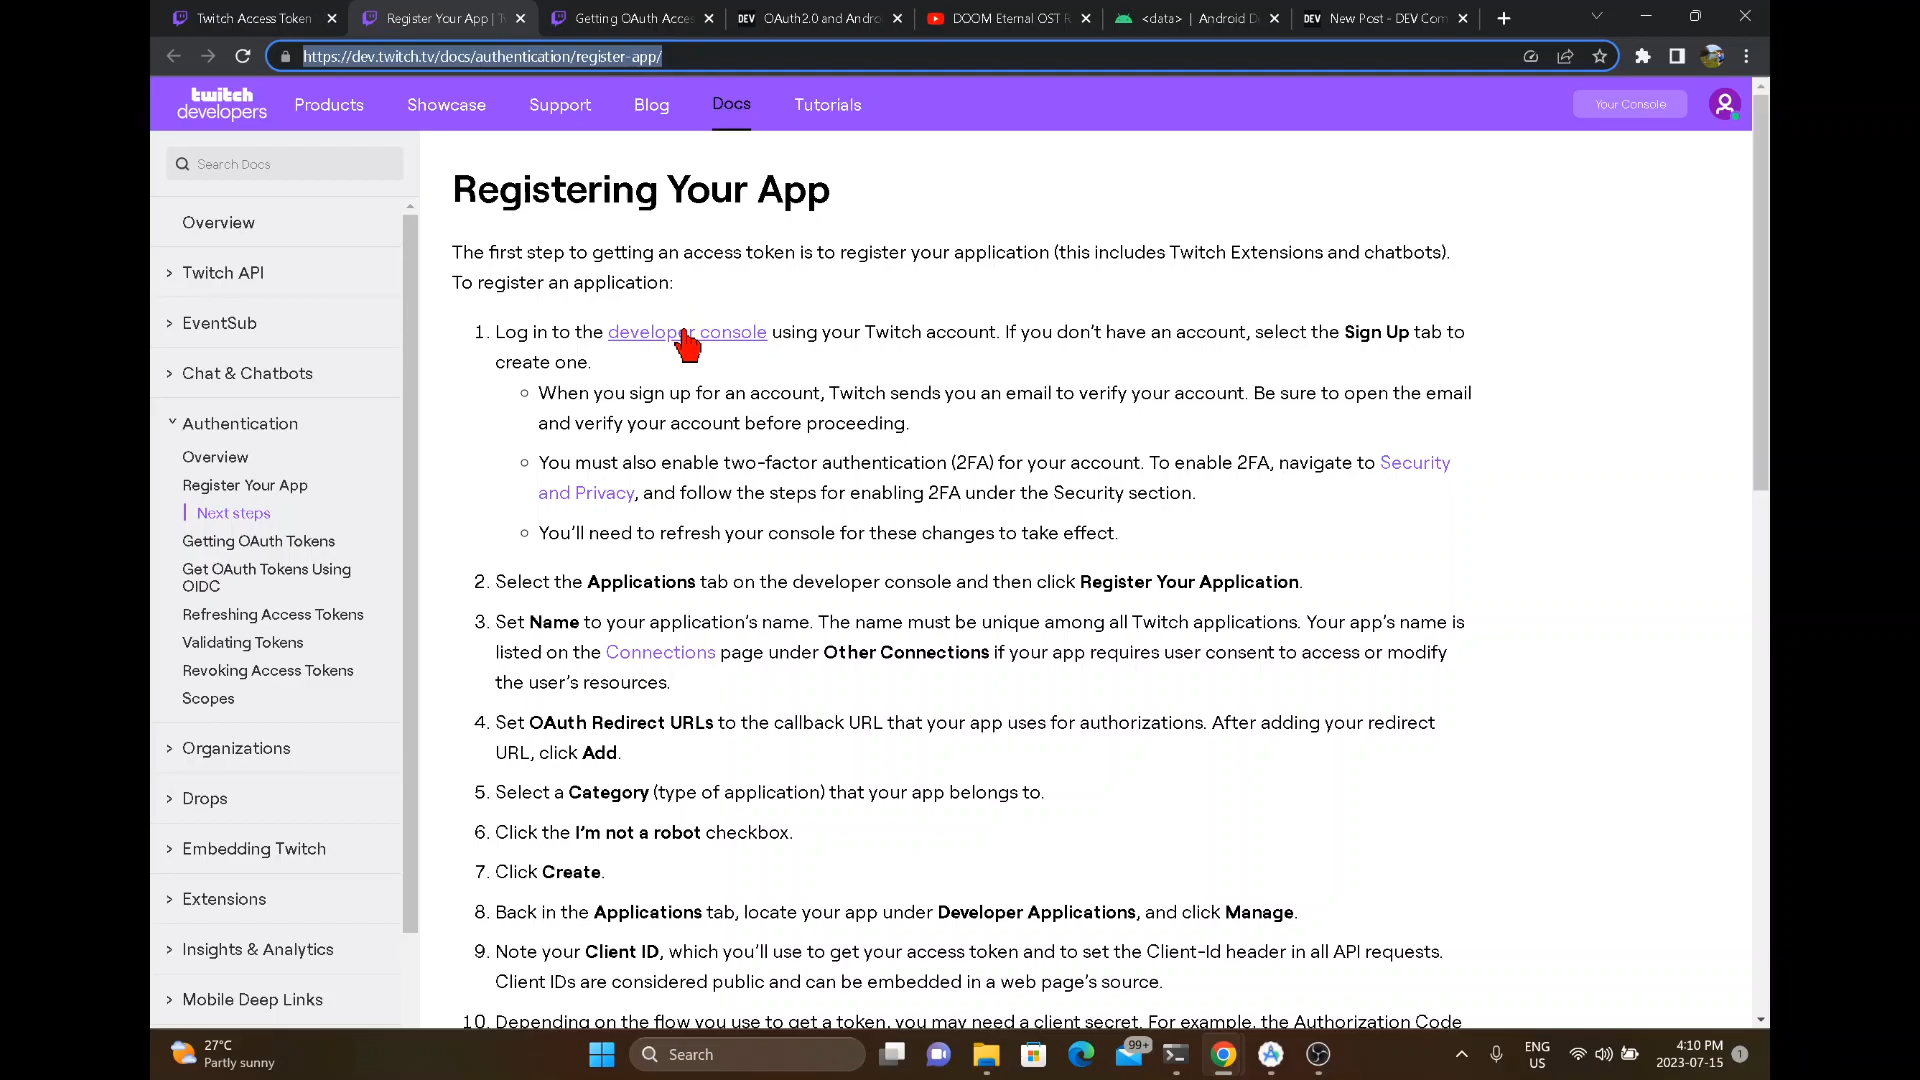 Twitch Access Token
Register Your App | T
Getting OAuth Acces
DEV OAuth2.0 and Andro
DOOM Eternal OST R
<data> | Android D
DEV New Post - DEV Com
https://dev.twitch.tv/docs/authentication/register-app/
twitch
developers
Products
Showcase
Support
Blog
Docs
Tutorials
Your Console
Search Docs
Overview
Twitch API
EventSub
Chat & Chatbots
Authentication
Overview
Register Your App
Next steps
Getting OAuth Tokens
Get OAuth Tokens Using
OIDC
Refreshing Access Tokens
Validating Tokens
Revoking Access Tokens
Scopes
Organizations
Drops
Embedding Twitch
Extensions
Insights & Analytics
Mobile Deep Links
Registering Your App
The first step to getting an access token is to register your application (this includes Twitch Extensions and chatbots).
To register an application:
1. Log in to the developer console using your Twitch account. If you don't have an account, select the Sign Up tab to
create one.
When you sign up for an account, Twitch sends you an email to verify your account. Be sure to open the email
and verify your account before proceeding.
You must also enable two-factor authentication (2FA) for your account. To enable 2FA, navigate to Security
and Privacy, and follow the steps for enabling 2FA under the Security section.
You'll need to refresh your console for these changes to take effect.
2. Select the Applications tab on the developer console and then click Register Your Application.
3. Set Name to your application's name. The name must be unique among all Twitch applications. Your app's name is
listed on the Connections page under Other Connections if your app requires user consent to access or modify
the user's resources.
4. Set OAuth Redirect URLs to the callback URL that your app uses for authorizations. After adding your redirect
URL, click Add.
5. Select a Category (type of application) that your app belongs to.
6. Click the I'm not a robot checkbox.
7. Click Create.
8. Back in the Applications tab, locate your app under Developer Applications, and click Manage.
9. Note your Client ID, which you'll use to get your access token and to set the Client-Id header in all API requests.
Client IDs are considered public and can be embedded in a web page's source.
10. Depending on the flow you use to get a token, you may need a client secret. For example, the Authorization Code
27°C
Partly sunny
Search
99+
ENG
US
4:10 PM
2023-07-15
1